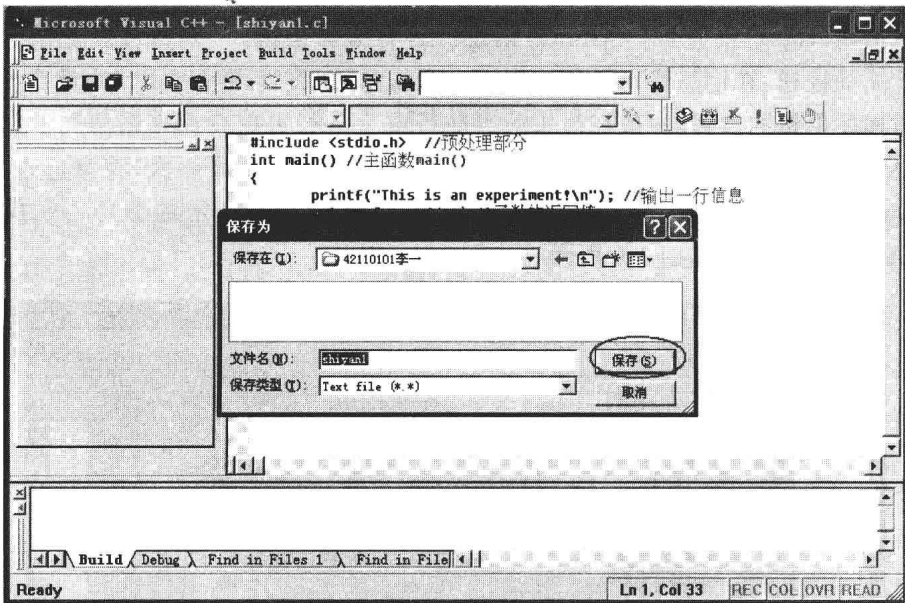 Microsoft Visual C++ - [shiyan1.c]
File Edit View Insert Project Build Tools Window Help
#include <stdio.h> //预处理部分
int main() //主函数main()
{
printf("This is an experiment!\n"); //输出一行信息
保存为
保存在(I): 42110101李一
文件名(N): shiyan1 保存(S)
保存类型(T): Text file (*.*) 取消
Build Debug Find in Files 1 Find in File
Ready Ln 1, Col 33 REC COL OVR READ